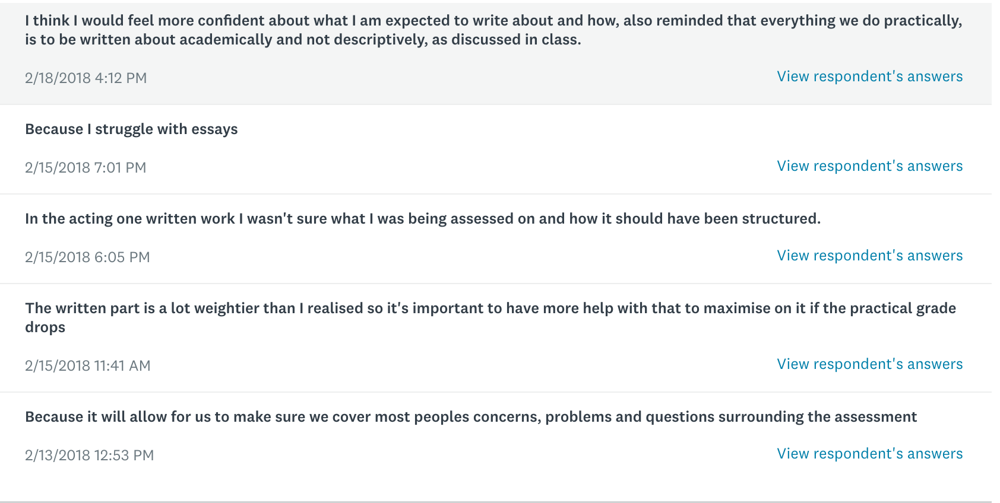 I think I would feel more confident about what I am expected to write about and how, also reminded that everything we do practically,
is to be written about academically and not descriptively, as discussed in class.
2/18/2018 4:12 PM
View respondent's answers
Because I struggle with essays
2/15/2018 7:01 PM
View respondent's answers
In the acting one written work I wasn't sure what I was being assessed on and how it should have been structured.
2/15/2018 6:05 PM
View respondent's answers
The written part is a lot weightier than I realised so it's important to have more help with that to maximise on it if the practical grade
drops
2/15/2018 11:41 AM
View respondent's answers
Because it will allow for us to make sure we cover most peoples concerns, problems and questions surrounding the assessment
2/13/2018 12:53 PM
View respondent's answers